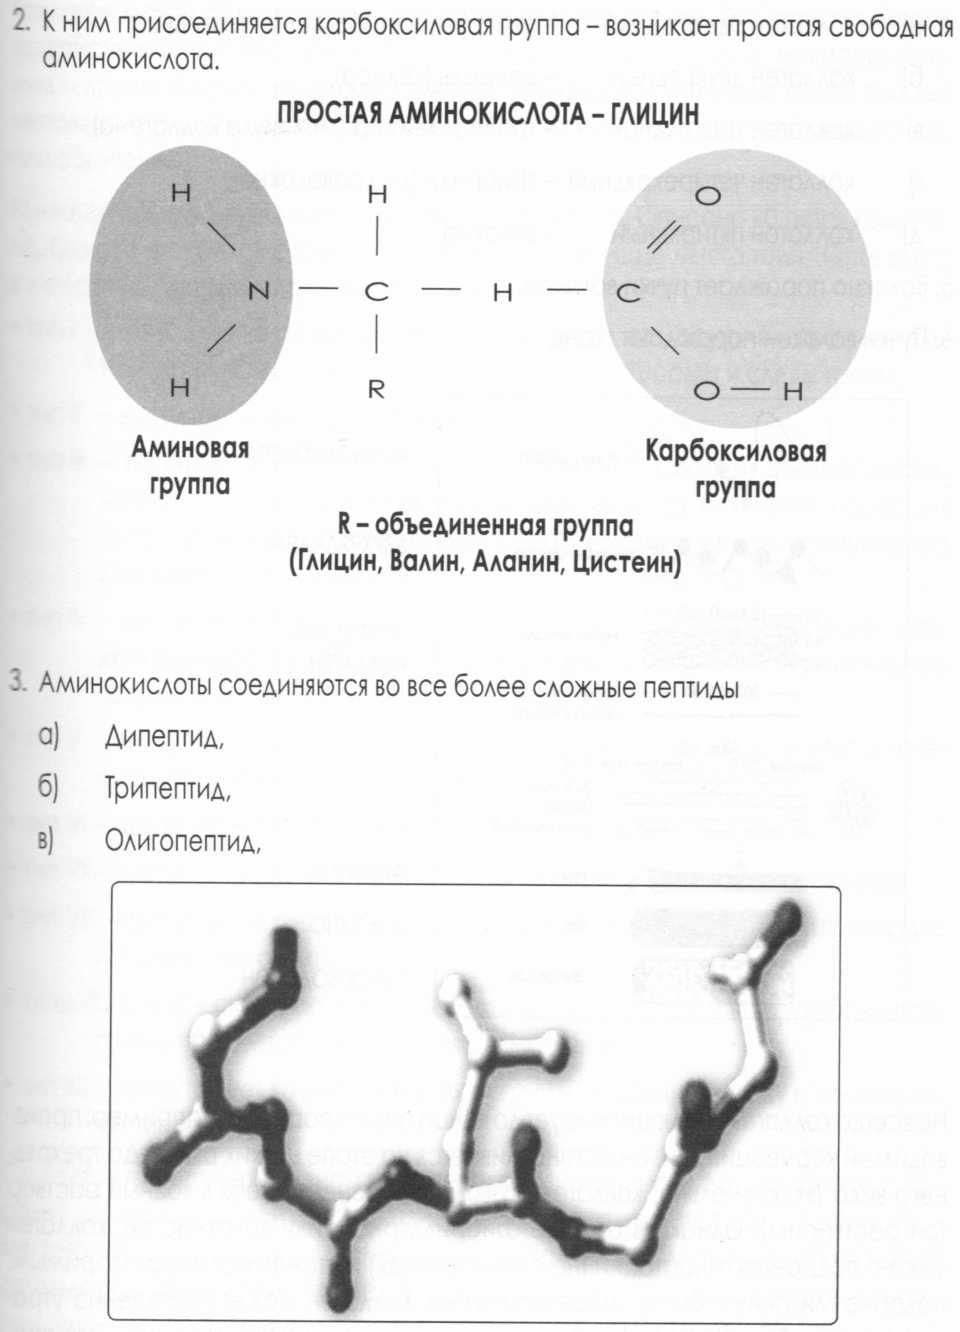 2. К ним присоединяется карбоксиловая группа – возникает простая свободная
аминокислота.
ПРОСТАЯ АМИНОКИСЛОТА – ГЛИЦИН
H H O
N — C — H — C
H R O — H
Аминовая
группа
Карбоксиловая
группа
R – объединенная группа
(Глицин, Валин, Аланин, Цистеин)
3. Аминокислоты соединяются во все более сложные пептиды
а) Дипептид,
б) Трипептид,
в) Олигопептид,